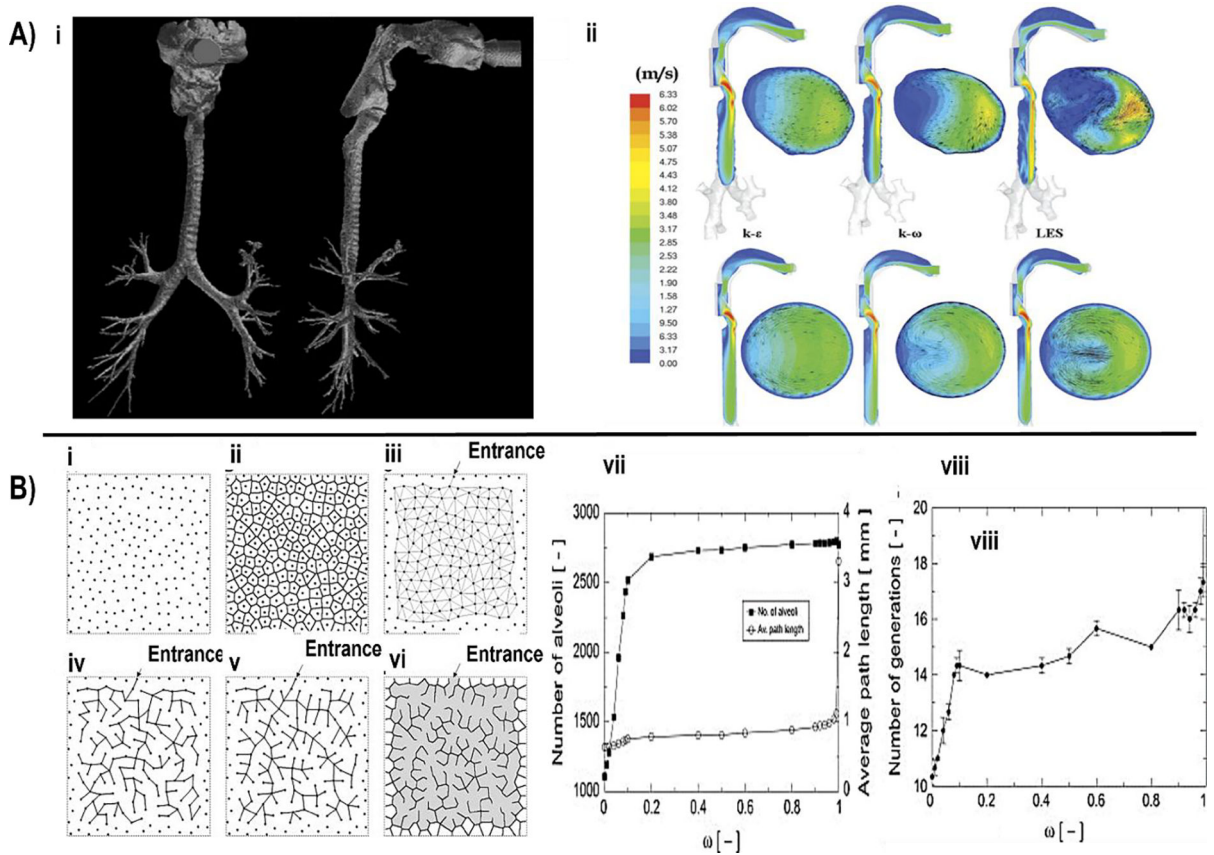 A)
i
ii
(m/s)
6.33
6.02
5.70
5.38
5.07
4.75
4.43
4.12
3.80
3.48
3.17
2.85
2.53
2.22
1.90
1.58
1.27
9.50
6.33
3.17
0.00
k-ε
k-ω
LES
B)
i
ii
iii
Entrance
iv
Entrance
v
Entrance
vi
Entrance
vii
Number of alveoli [ - ]
3000
2500
2000
1500
1000
Average path length [ mm ]
4
3
2
1
0
No. of alveoli
Av. path length
0
0.2
0.4
0.6
0.8
1
ω [ - ]
viii
viii
Number of generations [ - ]
20
18
16
14
12
10
0
0.2
0.4
0.6
0.8
1
ω [ - ]